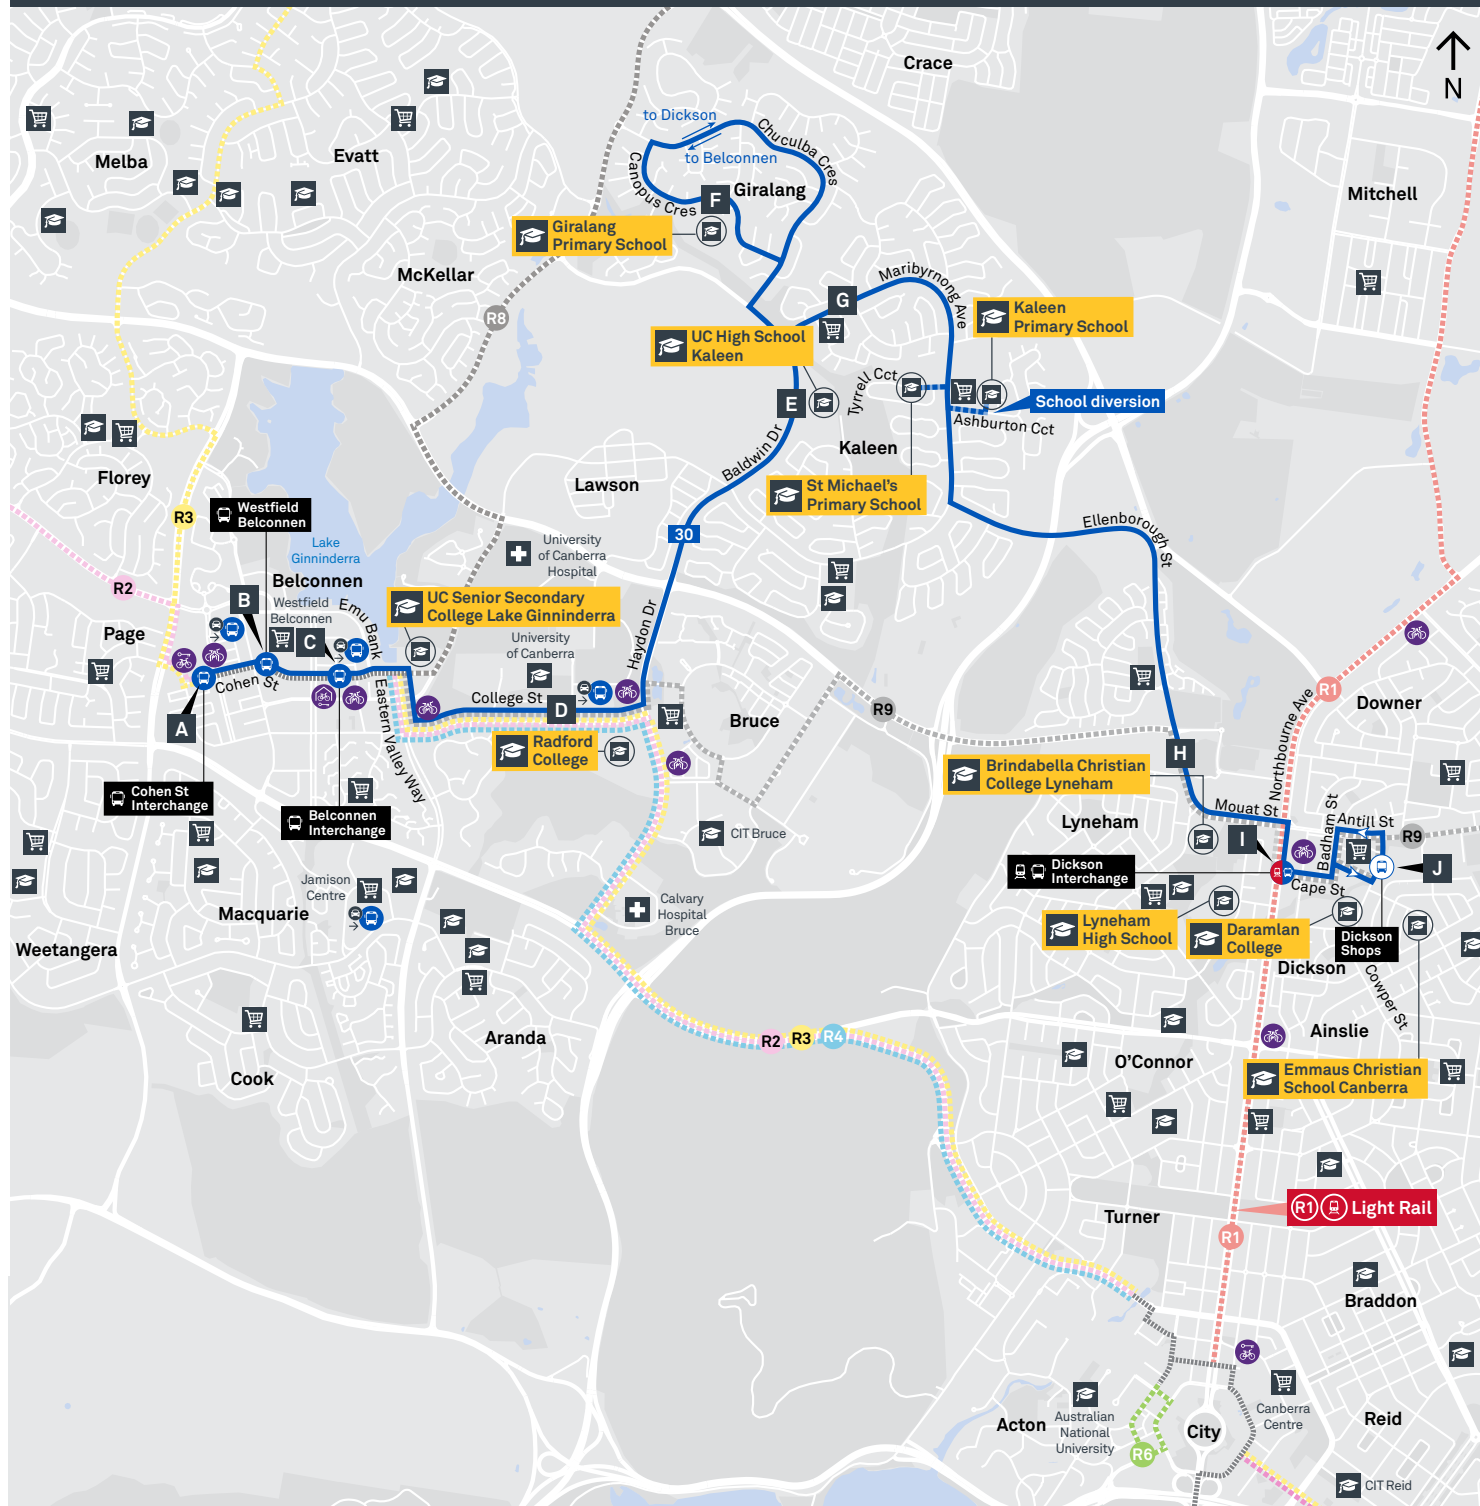 Crace
N
to Dickson
to Belconnen
Chuculba Cres
Canopus Cres
F
Giralang
Melba
Evatt
Mitchell
Giralang
Primary School
McKellar
Maribyrnong Ave
G
R8
Kaleen
Primary School
UC High School
Kaleen
E
Tyrrell Cct
School diversion
Ashburton Cct
Baldwin Dr
Kaleen
Florey
Lawson
St Michael's
Primary School
R3
Westfield
Belconnen
30
Ellenborough St
Lake
Ginninderra
University
of Canberra
Hospital
Belconnen
R2
B
Westfield
Belconnen
C
Emu Bank
UC Senior Secondary
College Lake Ginninderra
University
of Canberra
Haydon Dr
Page
Cohen St
A
Eastern Valley Way
College St
D
Bruce
R9
R1
Northbourne Ave
Downer
H
Radford
College
Brindabella Christian
College Lyneham
Cohen St
Interchange
Belconnen
Interchange
Mouat St
Lyneham
Badham St
Antill St
R9
CIT Bruce
I
J
Dickson
Interchange
Cape St
Jamison
Centre
Macquarie
Calvary
Hospital
Bruce
Weetangera
Lyneham
High School
Daramlan
College
Dickson
Shops
Dickson
Cowper St
Aranda
R2
R3
R4
Ainslie
O'Connor
Cook
Emmaus Christian
School Canberra
Turner
R1
Light Rail
R1
Braddon
Acton
Australian
National
University
R6
City
Canberra
Centre
Reid
CIT Reid